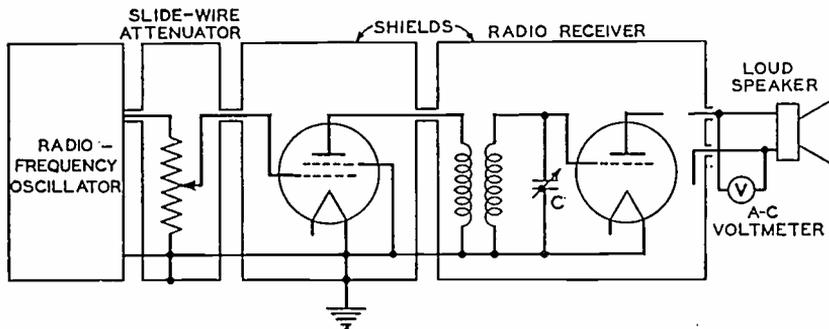 SLIDE-WIRE
ATTENUATOR
SHIELDS
RADIO RECEIVER
LOUD
SPEAKER
RADIO-
FREQUENCY
OSCILLATOR
C
V
A-C
VOLTMETER